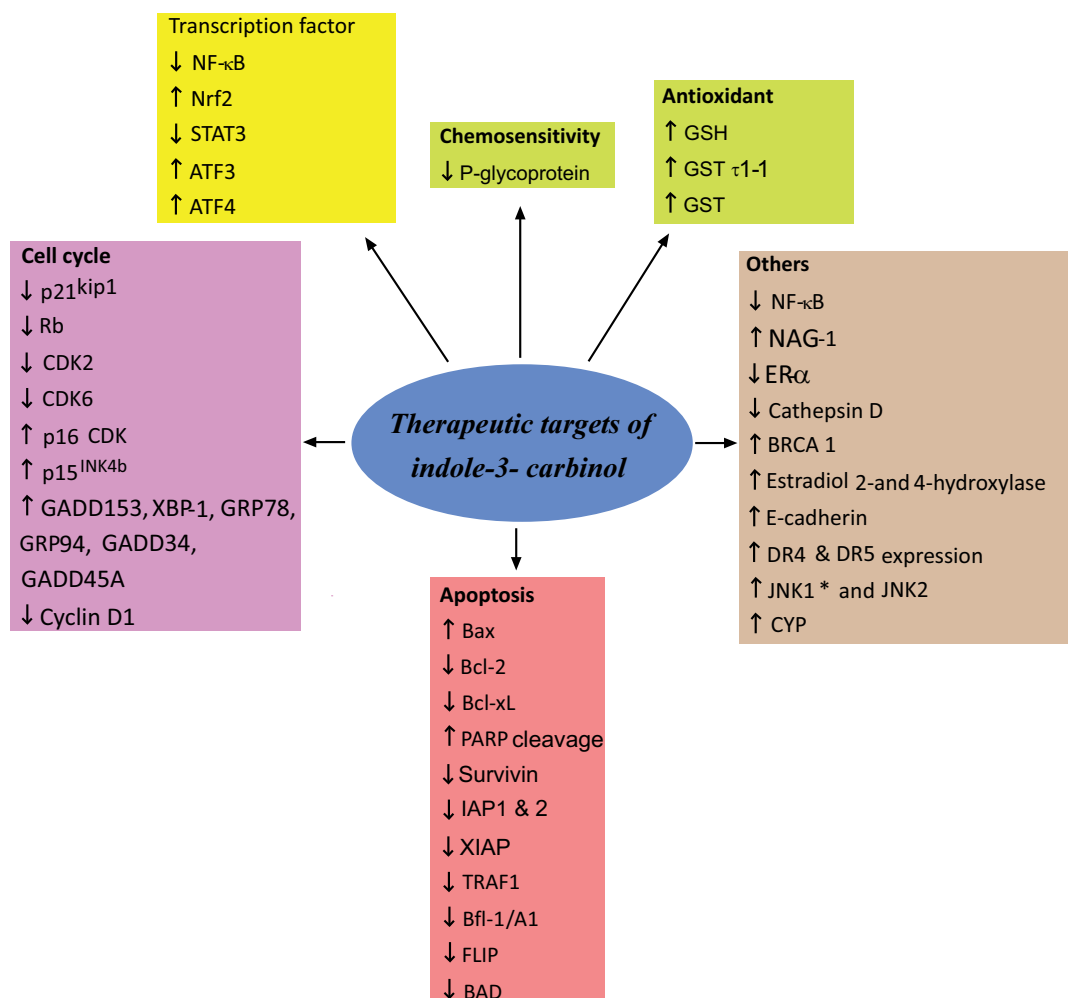 Transcription factor
↓ NF-κB
↑ Nrf2
↓ STAT3
↑ ATF3
↑ ATF4
Chemosensitivity
↓ P-glycoprotein
Antioxidant
↑ GSH
↑ GST τ1-1
↑ GST
Cell cycle
↓ p21kip1
↓ Rb
↓ CDK2
↓ CDK6
↑ p16 CDK
↑ p15INK4b
↑ GADD153, XBP-1, GRP78,
GRP94, GADD34,
GADD45A
↓ Cyclin D1
Therapeutic targets of
indole-3- carbinol
Others
↓ NF-κB
↑ NAG-1
↓ ER-α
↓ Cathepsin D
↑ BRCA 1
↑ Estradiol 2-and 4-hydroxylase
↑ E-cadherin
↑ DR4 & DR5 expression
↑ JNK1 * and JNK2
↑ CYP
Apoptosis
↑ Bax
↓ Bcl-2
↓ Bcl-xL
↑ PARP cleavage
↓ Survivin
↓ IAP1 & 2
↓ XIAP
↓ TRAF1
↓ Bfl-1/A1
↓ FLIP
↓ BAD